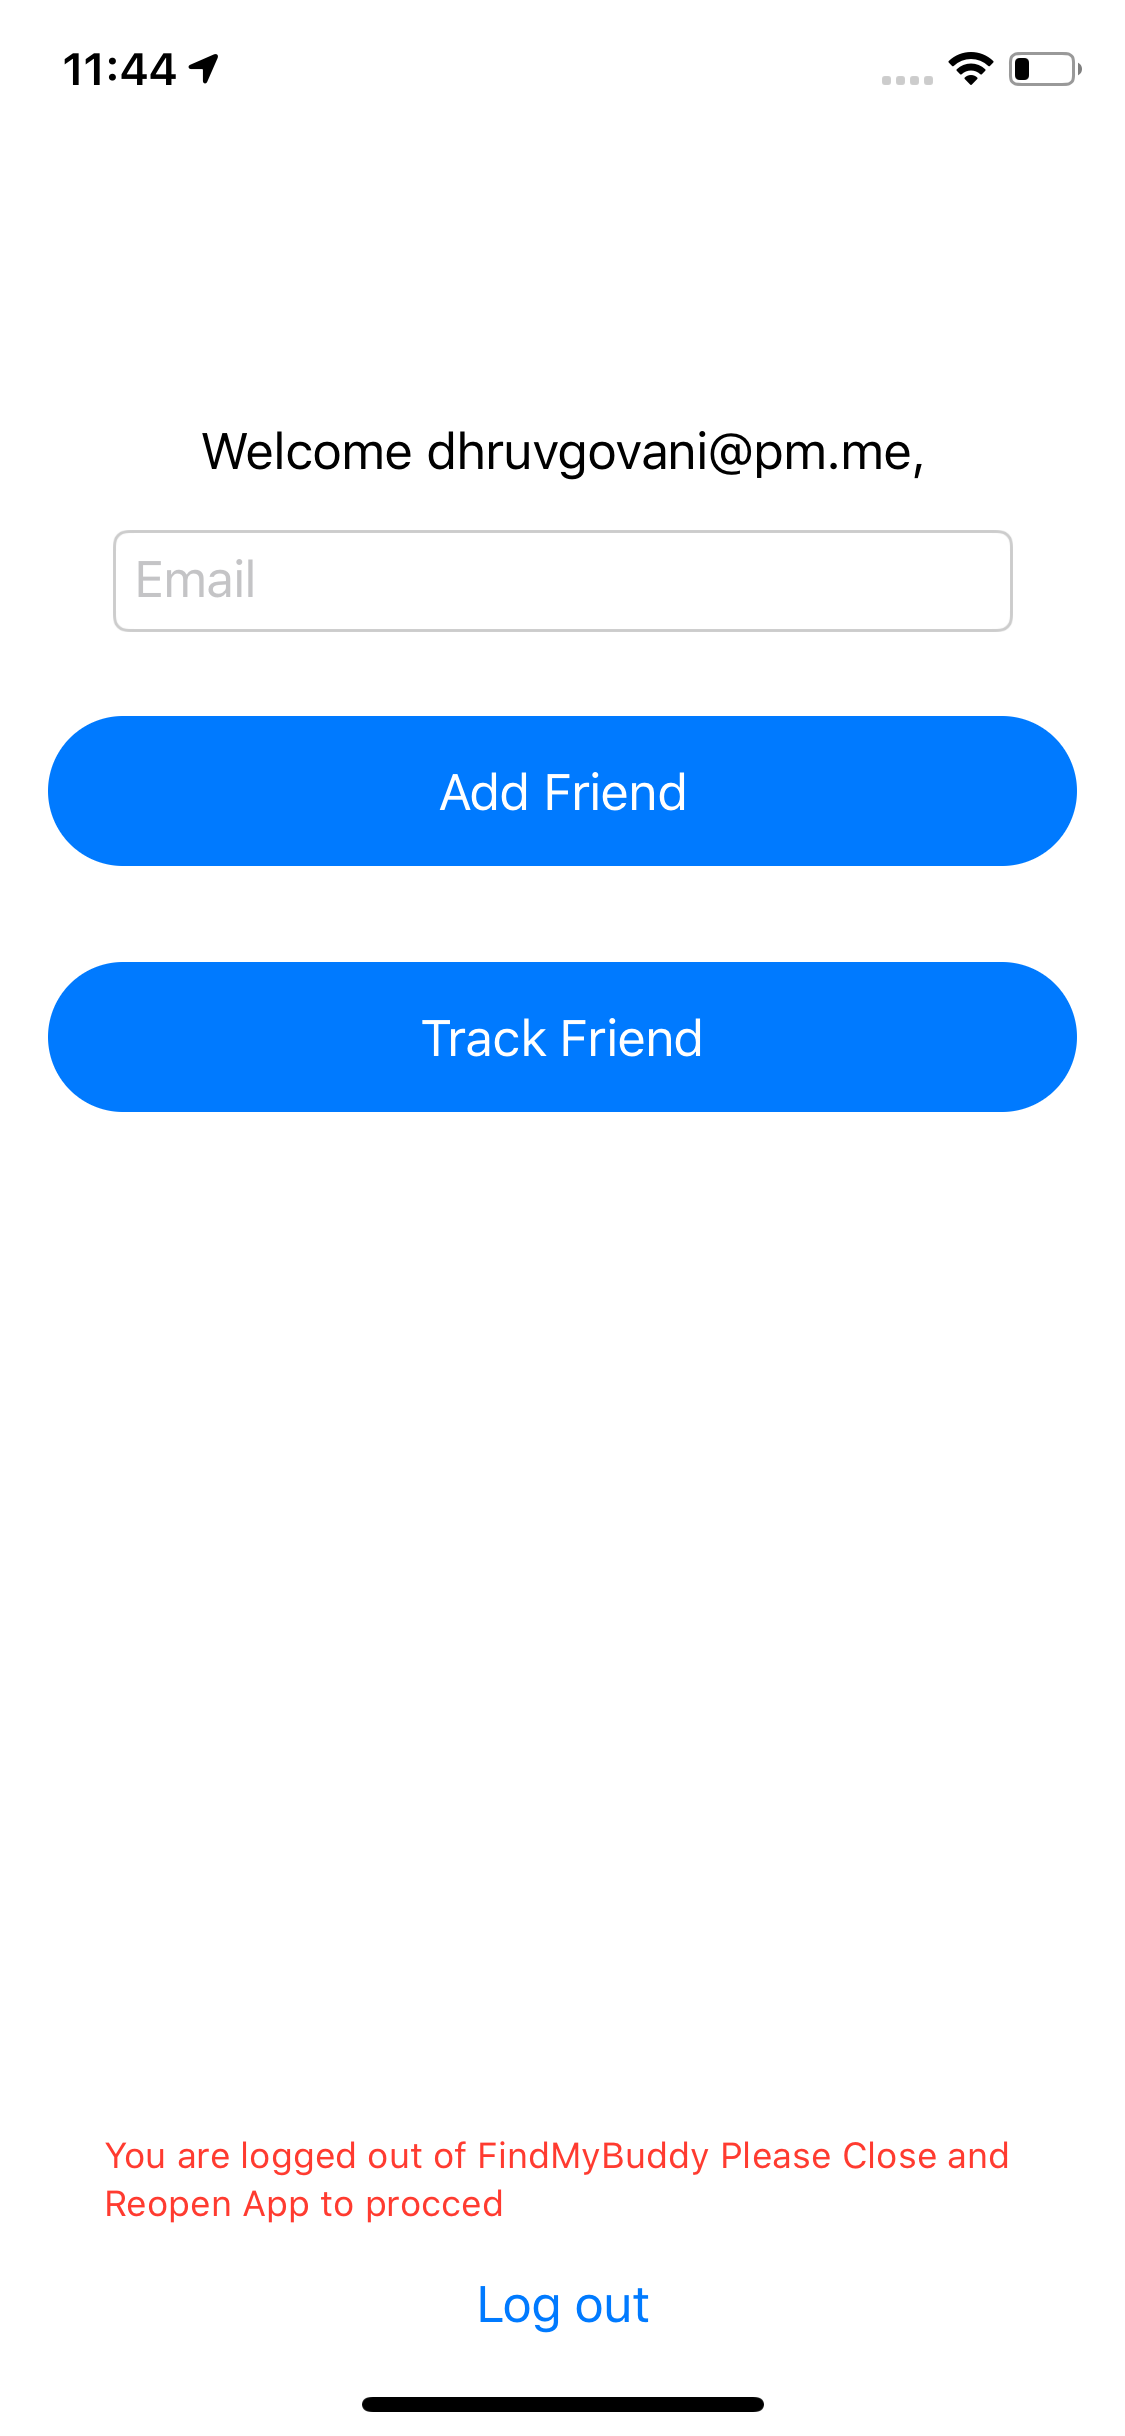 11:44
Welcome dhruvgovani@pm.me,
Email
Add Friend
Track Friend
You are logged out of FindMyBuddy Please Close and
Reopen App to procced
Log out